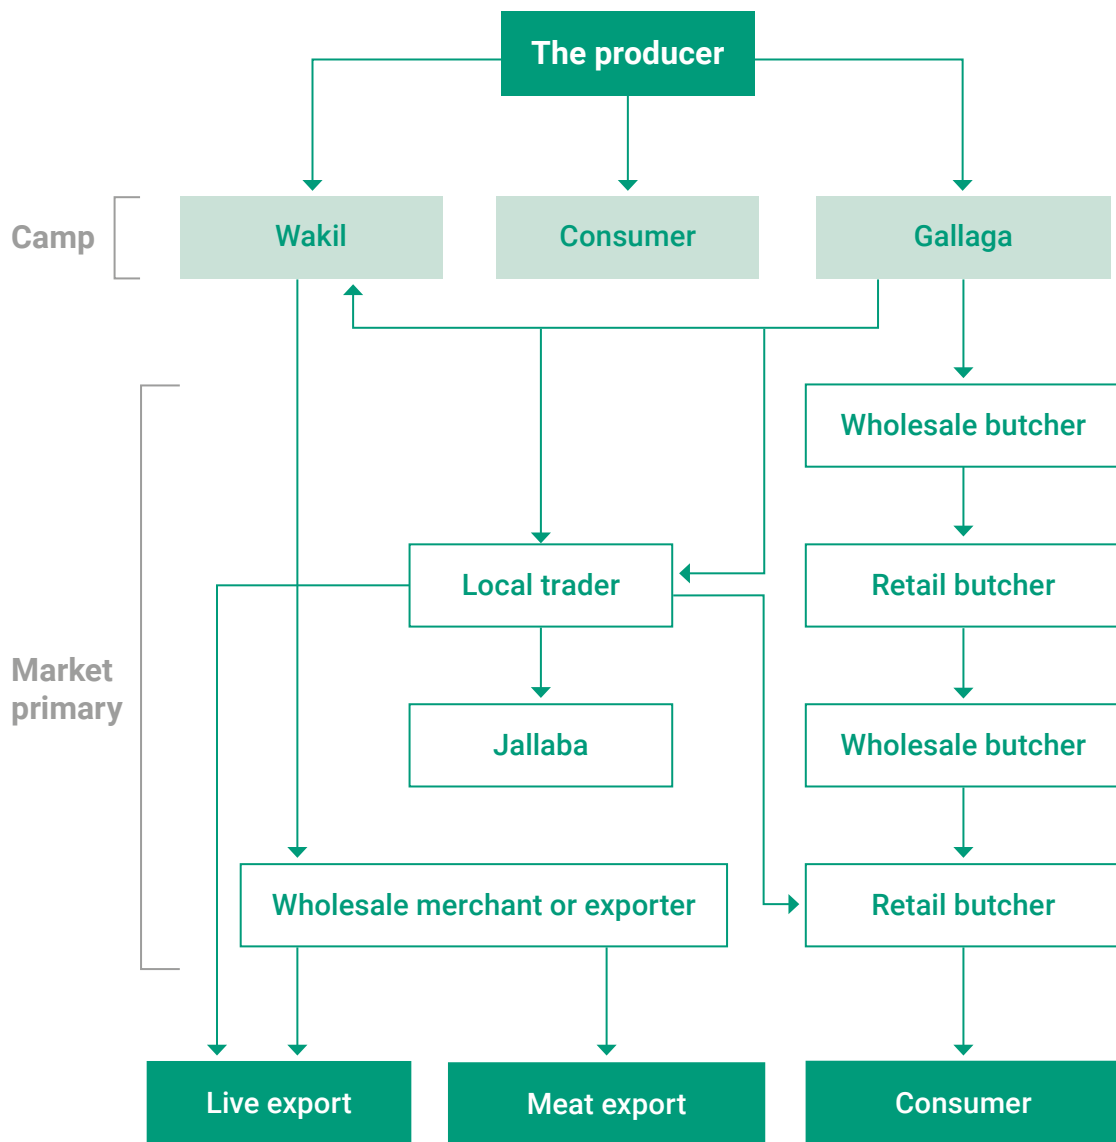 The producer
Camp
Wakil
Consumer
Gallaga
Wholesale butcher
Local trader
Retail butcher
Market
primary
Jallaba
Wholesale butcher
Wholesale merchant or exporter
Retail butcher
Live export
Meat export
Consumer